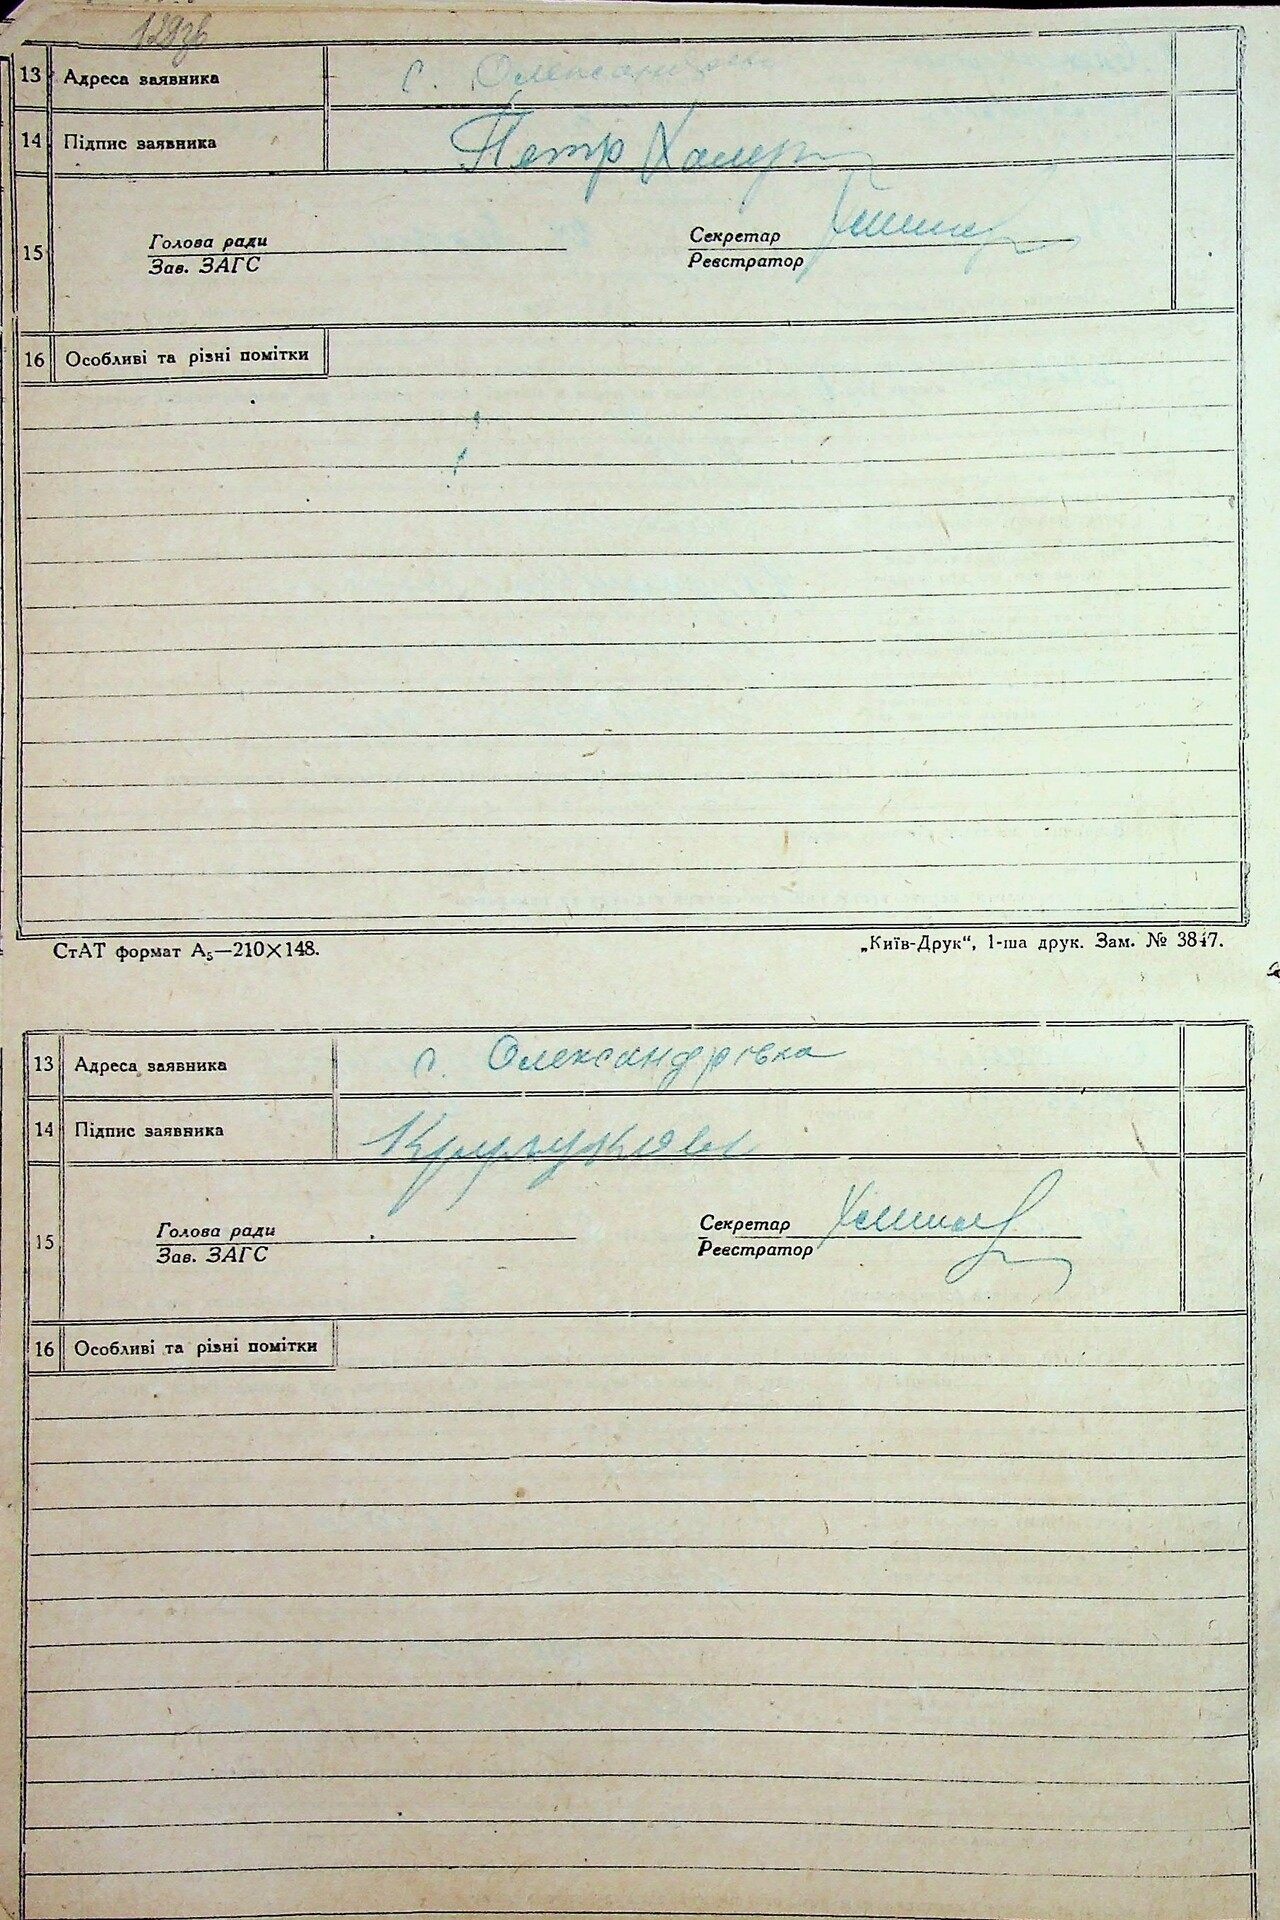 129зв
13 Адреса заявника с. Олександрівка
14 Підпис заявника Петр
15
Голова ради Секретар
Зав. ЗАГС Реєстратор
16 Особливі та різні помітки
СтАТ формат А5—210×148. „Київ-Друк“, 1-ша друк. Зам. № 3847.
13 Адреса заявника с. Олександрівка
14 Підпис заявника
15
Голова ради Секретар
Зав. ЗАГС Реєстратор
16 Особливі та різні помітки